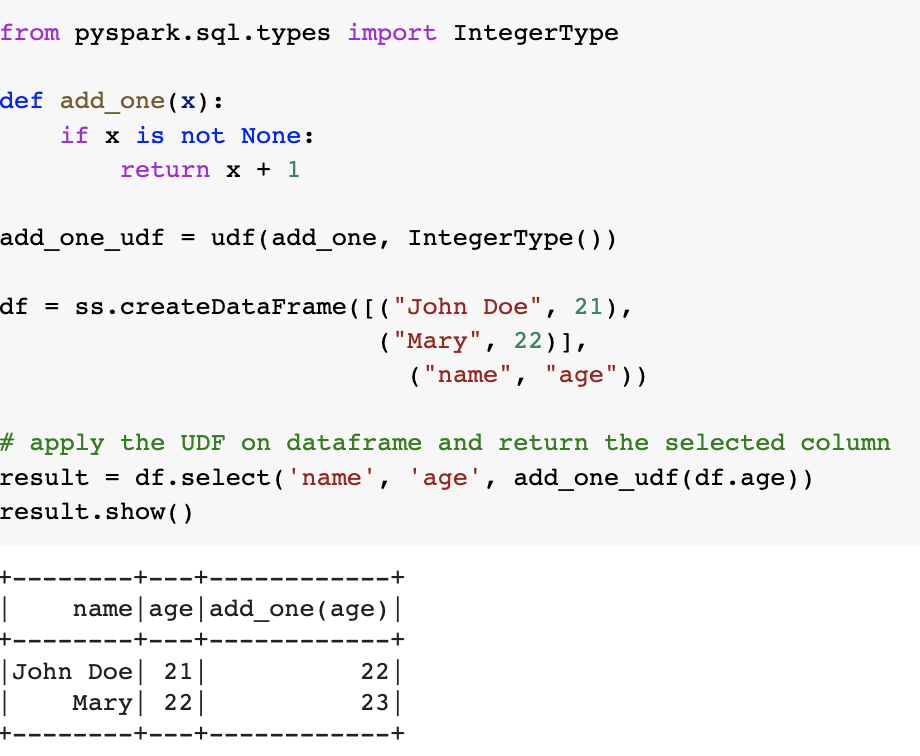 from pyspark.sql.types import IntegerType

def add_one(x):
    if x is not None:
        return x + 1

add_one_udf = udf(add_one, IntegerType())

df = ss.createDataFrame([("John Doe", 21),
                         ("Mary", 22)],
                           ("name", "age"))

# apply the UDF on dataframe and return the selected column
result = df.select('name', 'age', add_one_udf(df.age))
result.show()

+--------+---+------------+
|    name|age|add_one(age)|
+--------+---+------------+
|John Doe| 21|          22|
|    Mary| 22|          23|
+--------+---+------------+